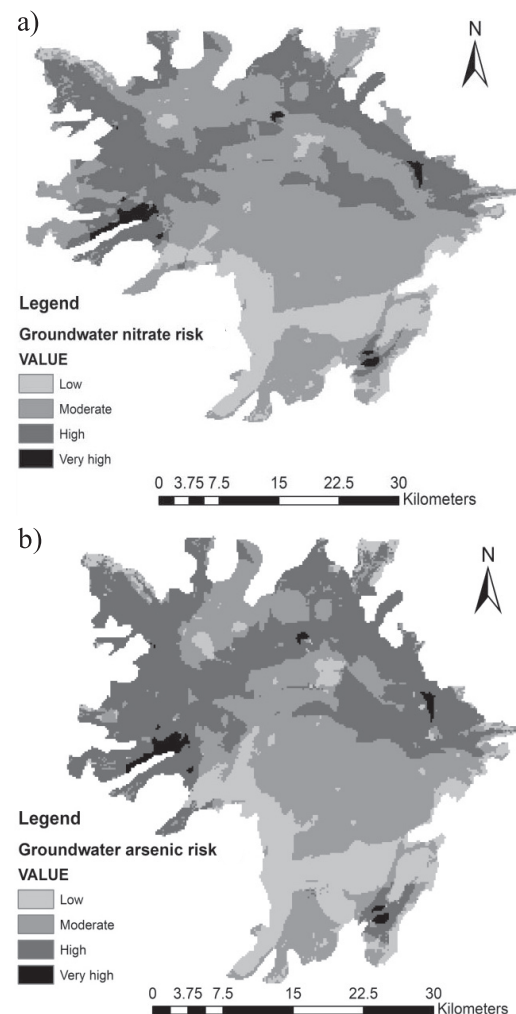 a)
N
Legend
Groundwater nitrate risk
VALUE
Low
Moderate
High
Very high
0 3.75 7.5 15 22.5 30
Kilometers
b)
N
Legend
Groundwater arsenic risk
VALUE
Low
Moderate
High
Very high
0 3.75 7.5 15 22.5 30
Kilometers